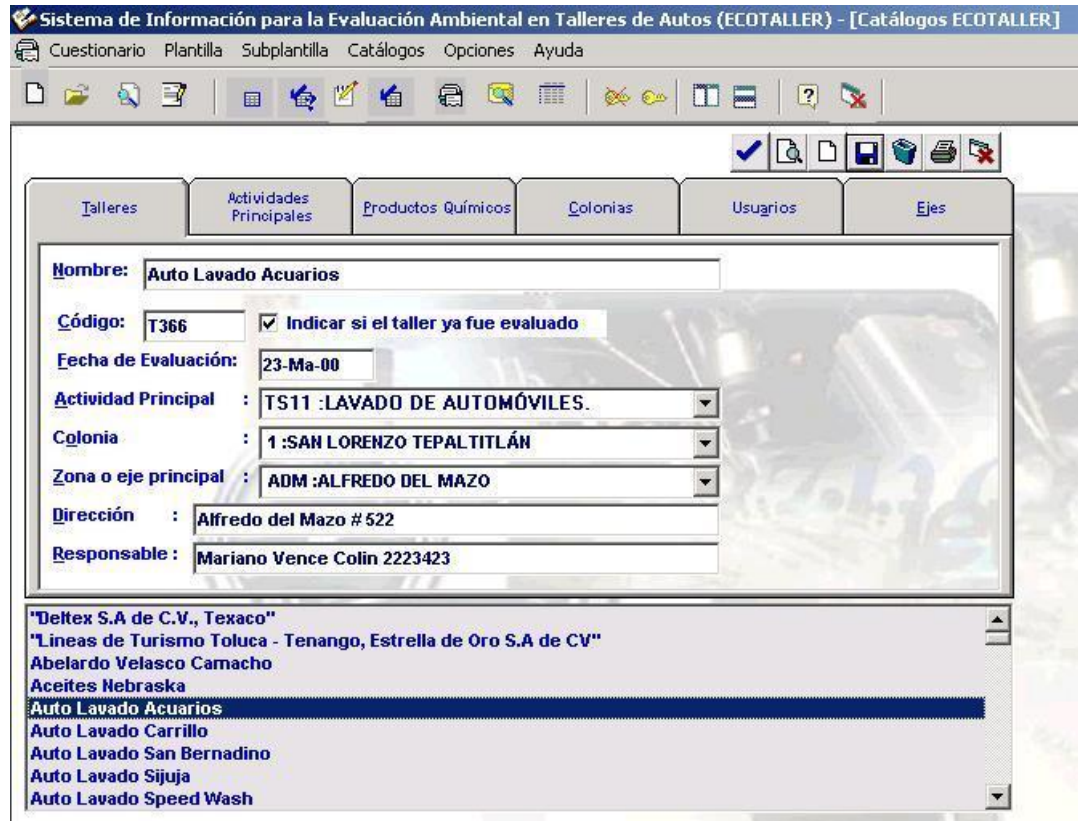 Sistema de Información para la Evaluación Ambiental en Talleres de Autos (ECOTALLER) - [Catálogos ECOTALLER]
Cuestionario Plantilla Subplantilla Catálogos Opciones Ayuda
Talleres Actividades Principales Productos Químicos Colonias Usuarios Ejes
Nombre: Auto Lavado Acuarios
Código: T366 Indicar si el taller ya fue evaluado
Fecha de Evaluación: 23-Ma-00
Actividad Principal : TS11 :LAVADO DE AUTOMÓVILES.
Colonia : 1 :SAN LORENZO TEPALTITLÁN
Zona o eje principal : ADM :ALFREDO DEL MAZO
Dirección : Alfredo del Mazo # 522
Responsable : Mariano Vence Colin 2223423
"Deltex S.A de C.V., Texaco"
"Lineas de Turismo Toluca - Tenango, Estrella de Oro S.A de CV"
Abelardo Velasco Camacho
Aceites Nebraska
Auto Lavado Acuarios
Auto Lavado Carrillo
Auto Lavado San Bernadino
Auto Lavado Sijuja
Auto Lavado Speed Wash